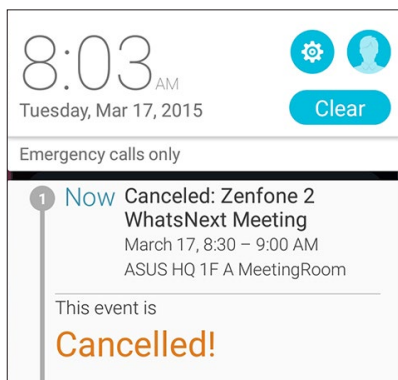 8:03 AM
Tuesday, Mar 17, 2015
Clear
Emergency calls only
1 Now Canceled: Zenfone 2
WhatsNext Meeting
March 17, 8:30 – 9:00 AM
ASUS HQ 1F A MeetingRoom
This event is
Cancelled!